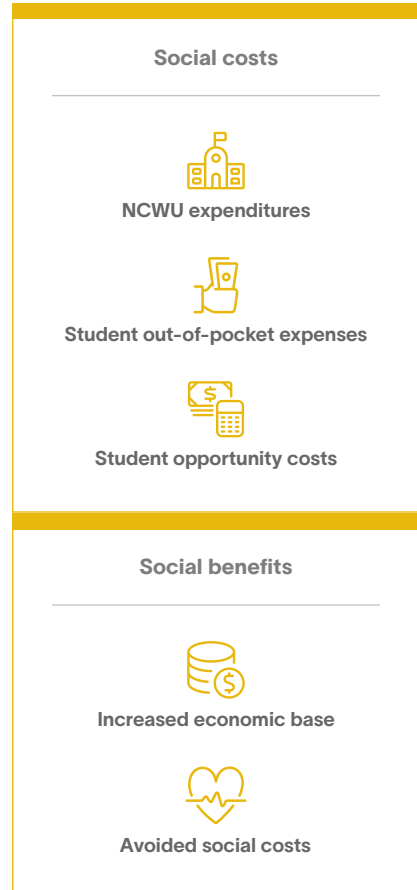 Social costs
NCWU expenditures
Student out-of-pocket expenses
$
Student opportunity costs
Social benefits
$
Increased economic base
Avoided social costs